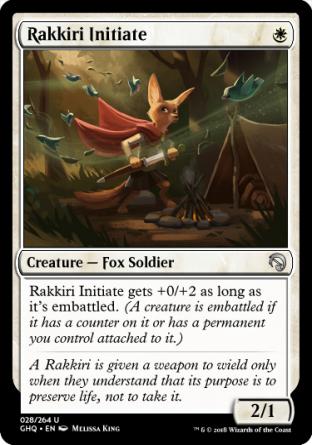 Rakkiri Initiate
Creature — Fox Soldier
Rakkiri Initiate gets +0/+2 as long as
it's embattled. (A creature is embattled if
it has a counter on it or has a permanent
you control attached to it.)
A Rakkiri is given a weapon to wield only
when they understand that its purpose is to
preserve life, not to take it.
2/1
028/264 U
GHQ • EN Melissa King
™ & © 2018 Wizards of the Coast